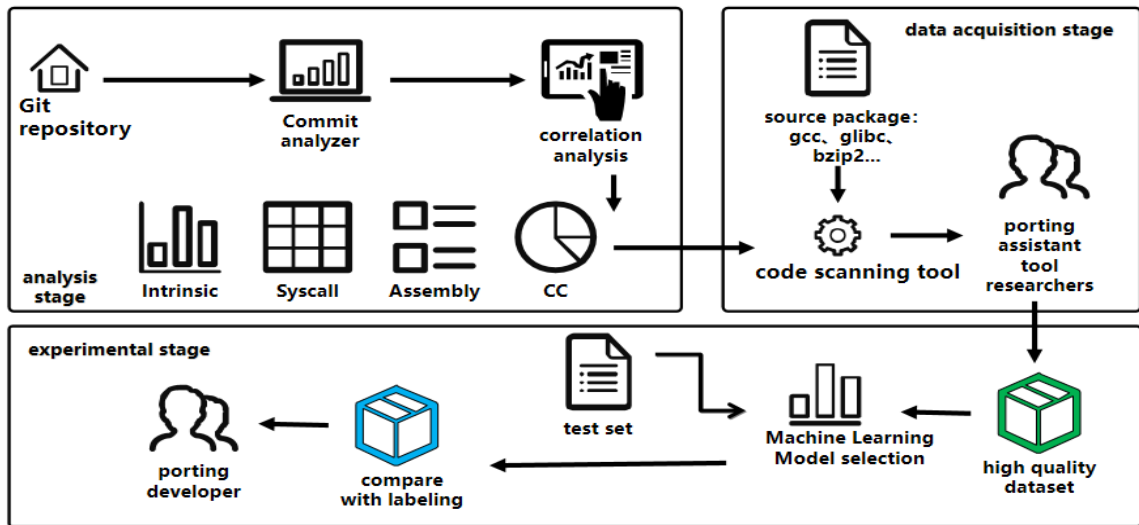 Git
repository
Commit
analyzer
correlation
analysis
analysis
stage
Intrinsic
Syscall
Assembly
CC
data acquisition stage
source package：
gcc、glibc、
bzip2...
code scanning tool
porting
assistant
tool
researchers
experimental stage
porting
developer
compare
with labeling
test set
Machine Learning
Model selection
high quality
dataset